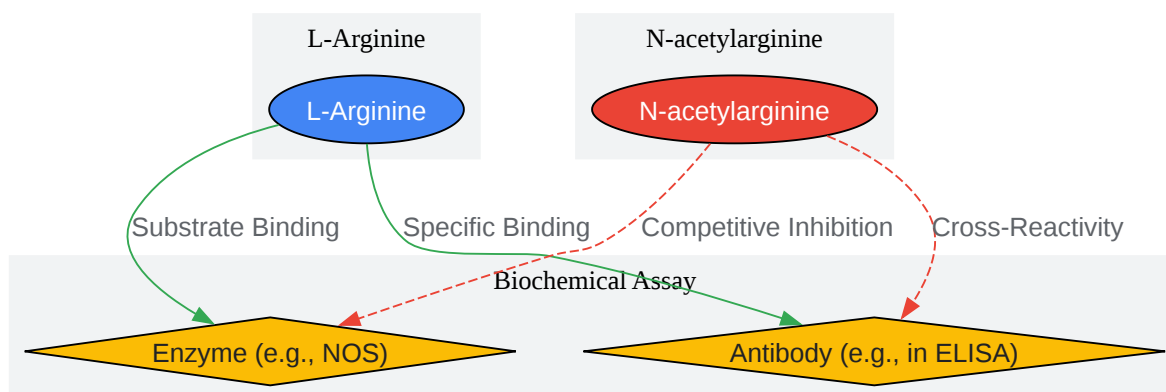 L-Arginine
N-acetylarginine
L-Arginine
N-acetylarginine
Substrate Binding
Specific Binding
Competitive Inhibition
Cross-Reactivity
Biochemical Assay
Enzyme (e.g., NOS)
Antibody (e.g., in ELISA)